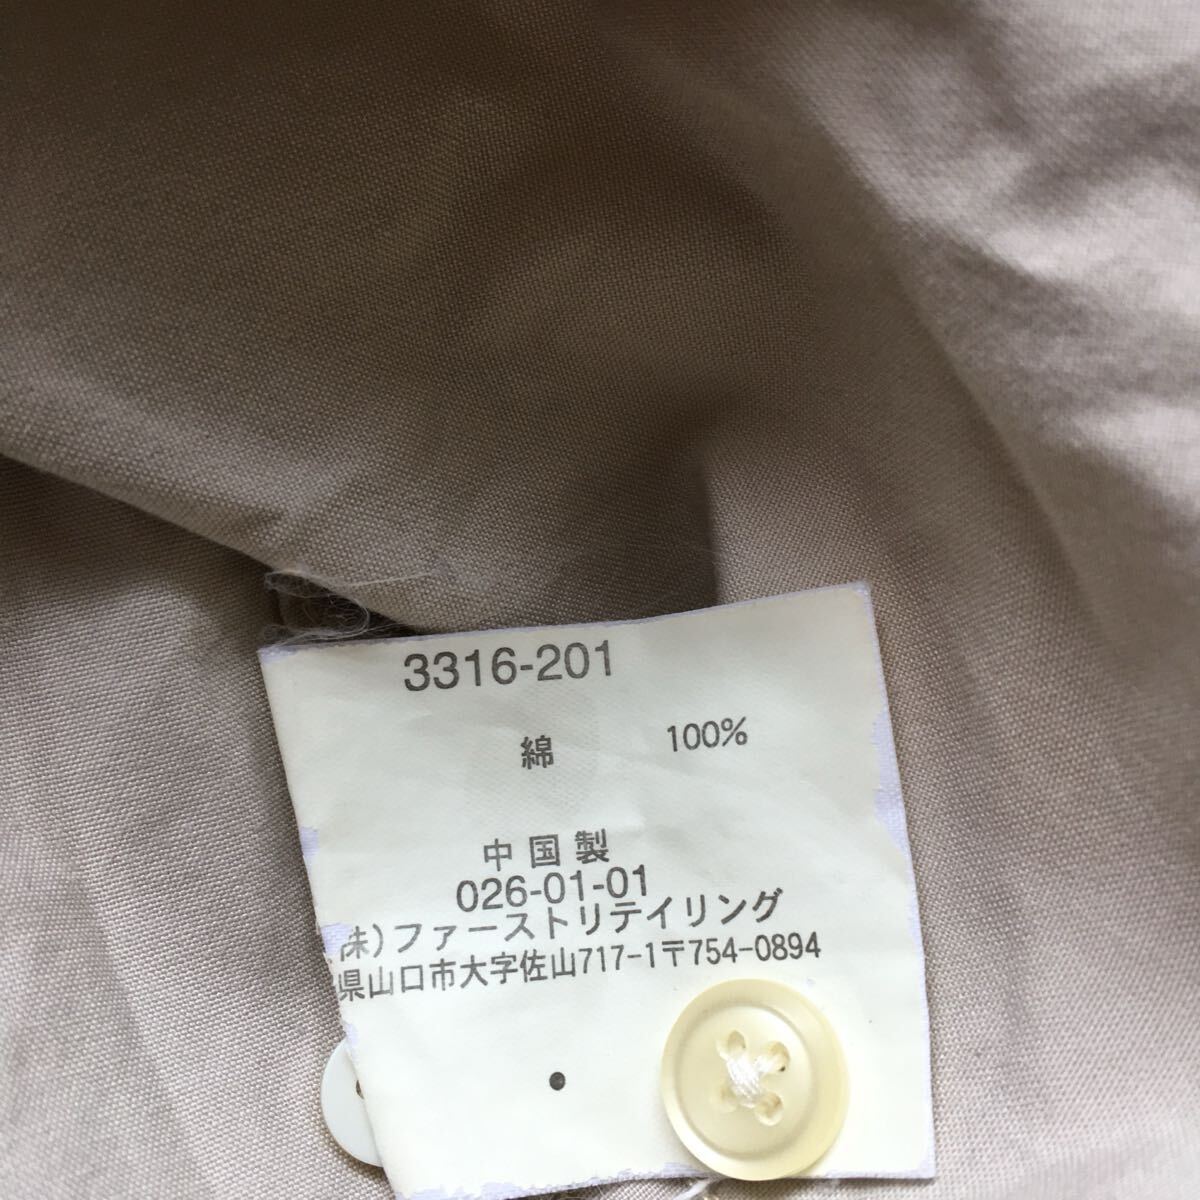 3316-201
綿 100%
中国製
026-01-01
株)ファーストリテイリング
県山口市大字佐山717-1〒754-0894